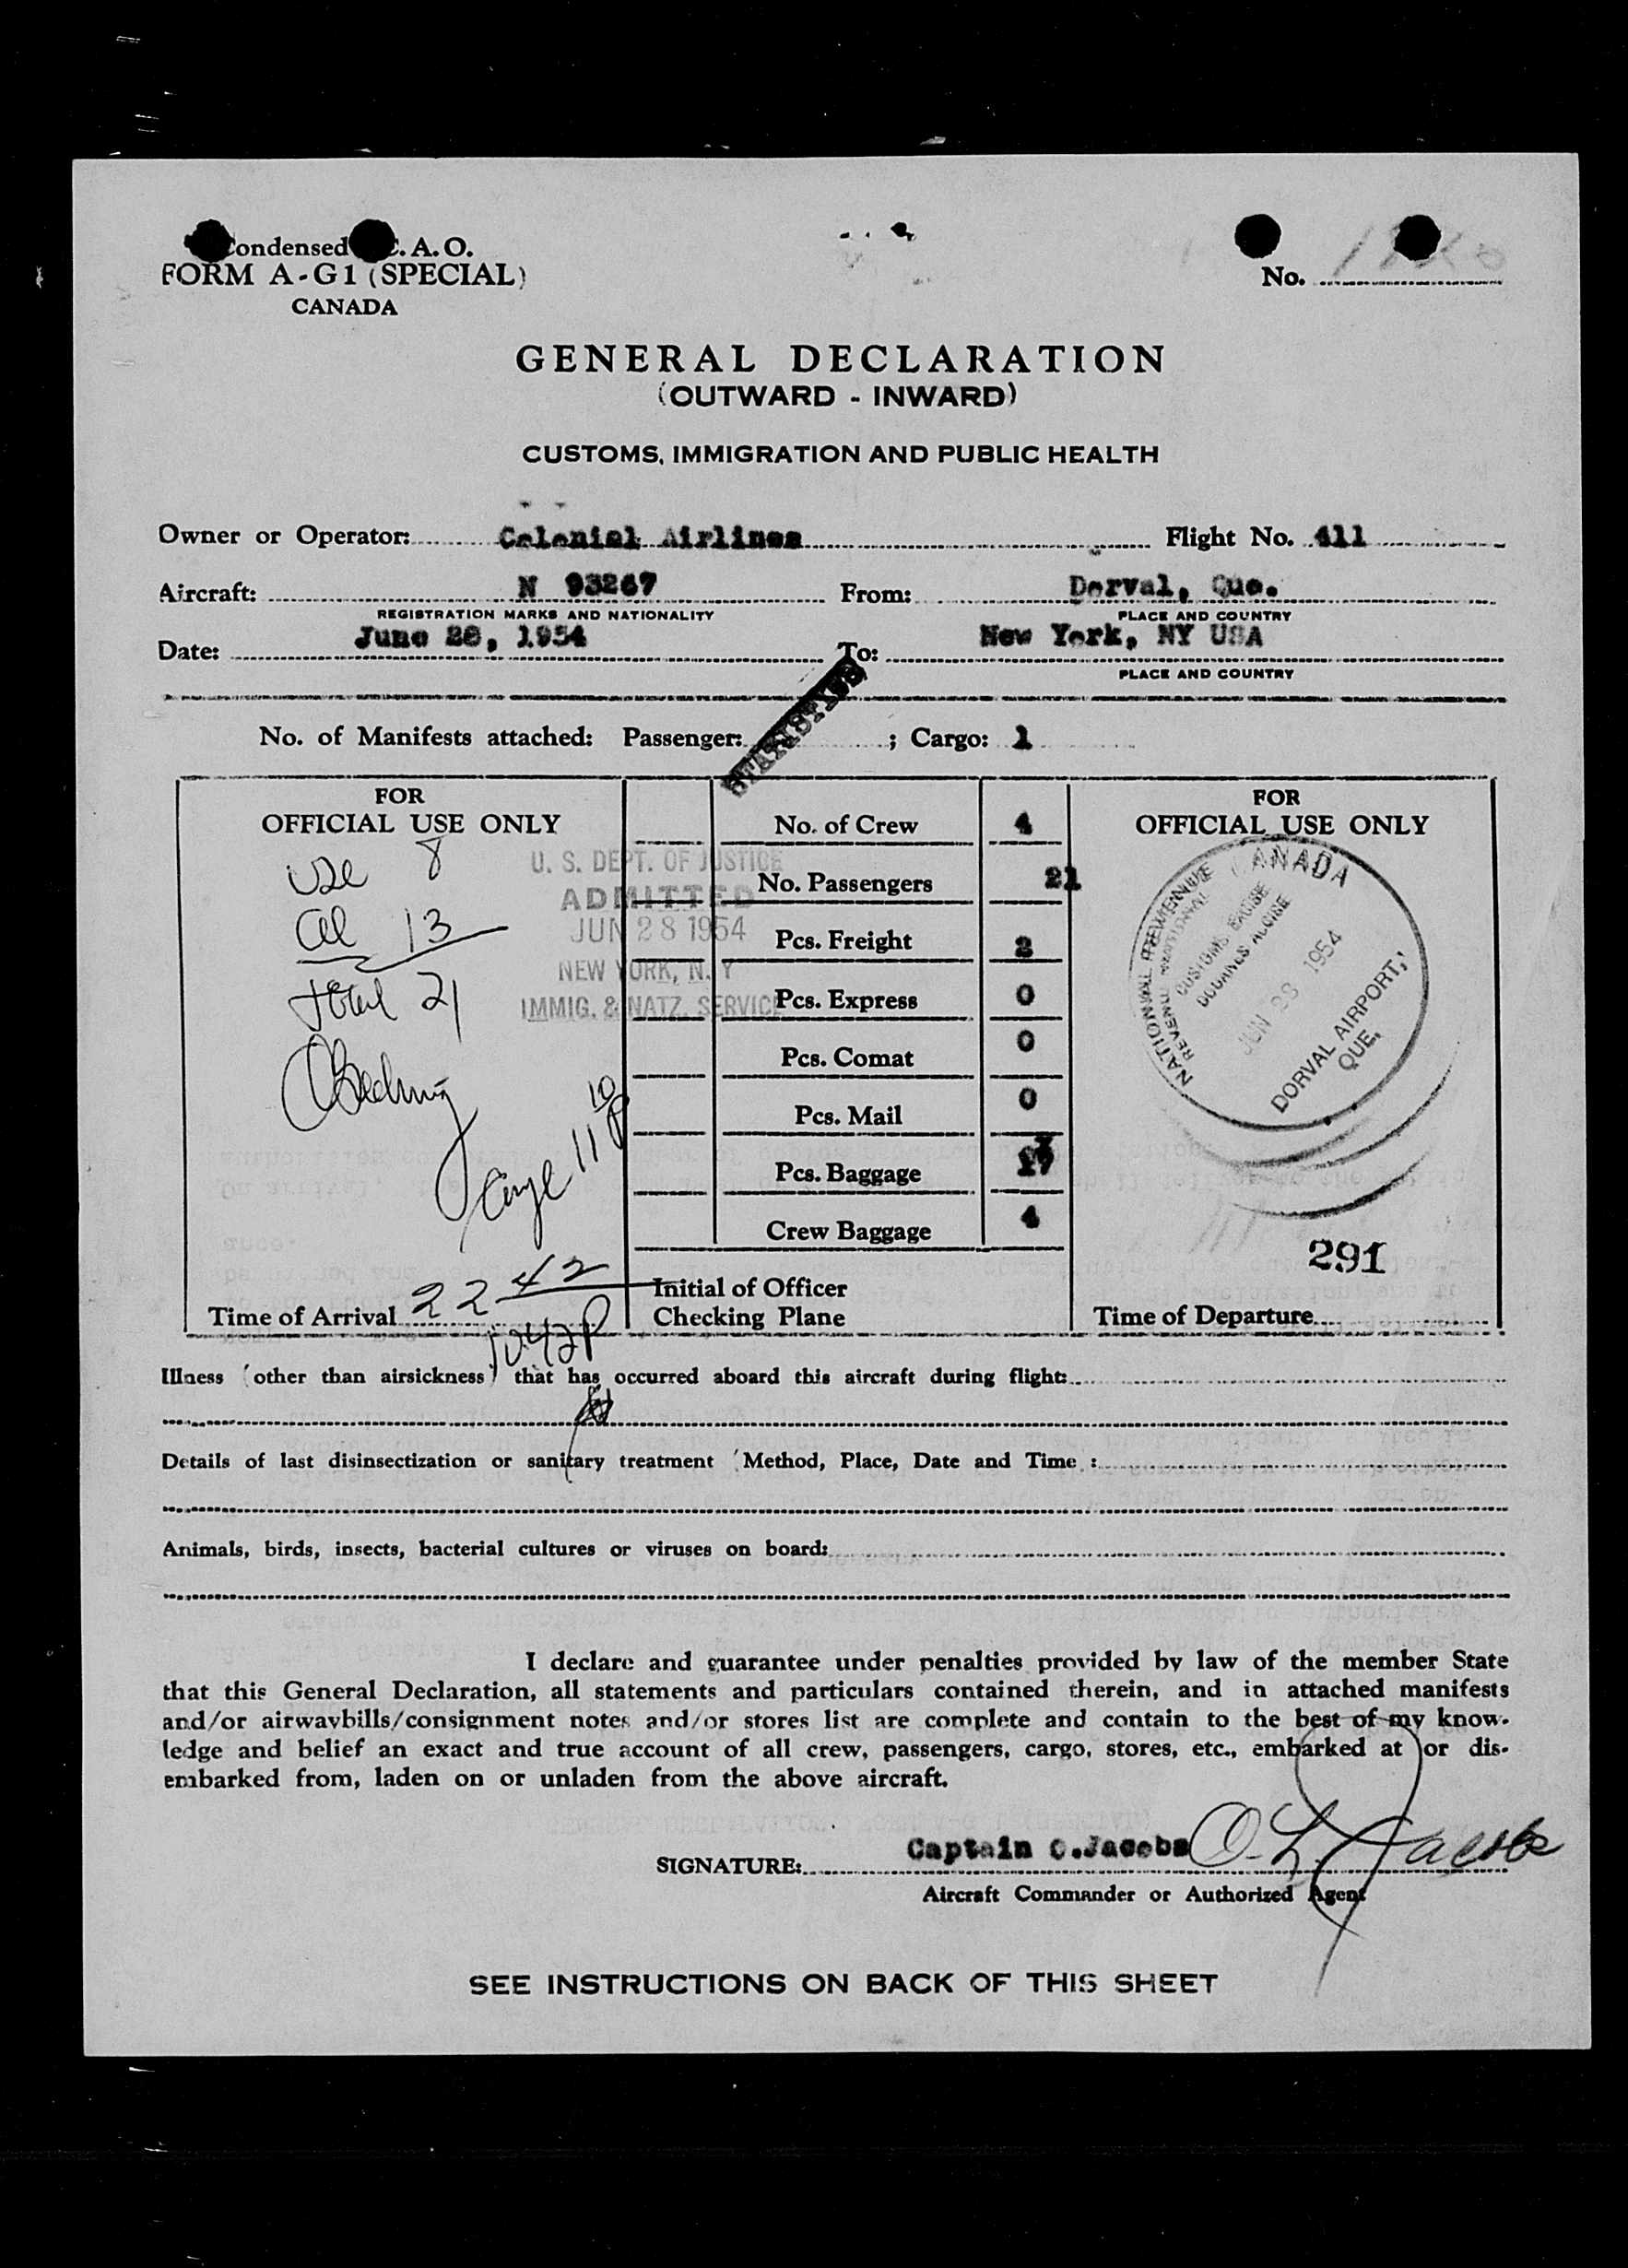 Condensed I.C.A.O.
FORM A-G1 (SPECIAL)
CANADA
No.
GENERAL DECLARATION
(OUTWARD - INWARD)
CUSTOMS, IMMIGRATION AND PUBLIC HEALTH
Owner or Operator: Colonial Airlines Flight No. 411
Aircraft: N 93267 From: Dorval, Que.
REGISTRATION MARKS AND NATIONALITY PLACE AND COUNTRY
Date: June 28, 1954 To: New York, NY USA
PLACE AND COUNTRY
STATISTICS
No. of Manifests attached: Passenger: ; Cargo: 1
FOR
OFFICIAL USE ONLY
USC 8
Cal 13
total 21
11 10/P
Time of Arrival 22 42
1042P
U. S. DEPT. OF JUSTICE
ADMITTED
JUN 28 1954
NEW YORK, N. Y
IMMIG. & NATZ. SERVICE
No. of Crew 4
No. Passengers 21
Pcs. Freight 2
Pcs. Express 0
Pcs. Comat 0
Pcs. Mail 0
Pcs. Baggage
Crew Baggage 4
Initial of Officer
Checking Plane
FOR
OFFICIAL USE ONLY
NATIONAL REVENUE CANADA
REVENU NATIONAL
CUSTOMS EXCISE
DOUANES ACCISE
JUN 28 1954
DORVAL AIRPORT,
QUE.
291
Time of Departure
Illness (other than airsickness) that has occurred aboard this aircraft during flight:
Details of last disinsectization or sanitary treatment (Method, Place, Date and Time):
Animals, birds, insects, bacterial cultures or viruses on board:
I declare and guarantee under penalties provided by law of the member State
that this General Declaration, all statements and particulars contained therein, and in attached manifests
and/or airwaybills/consignment notes and/or stores list are complete and contain to the best of my know-
ledge and belief an exact and true account of all crew, passengers, cargo, stores, etc., embarked at or dis-
embarked from, laden on or unladen from the above aircraft.
SIGNATURE: Captain O.Jacobs O.L. Jacobs
Aircraft Commander or Authorized Agent
SEE INSTRUCTIONS ON BACK OF THIS SHEET